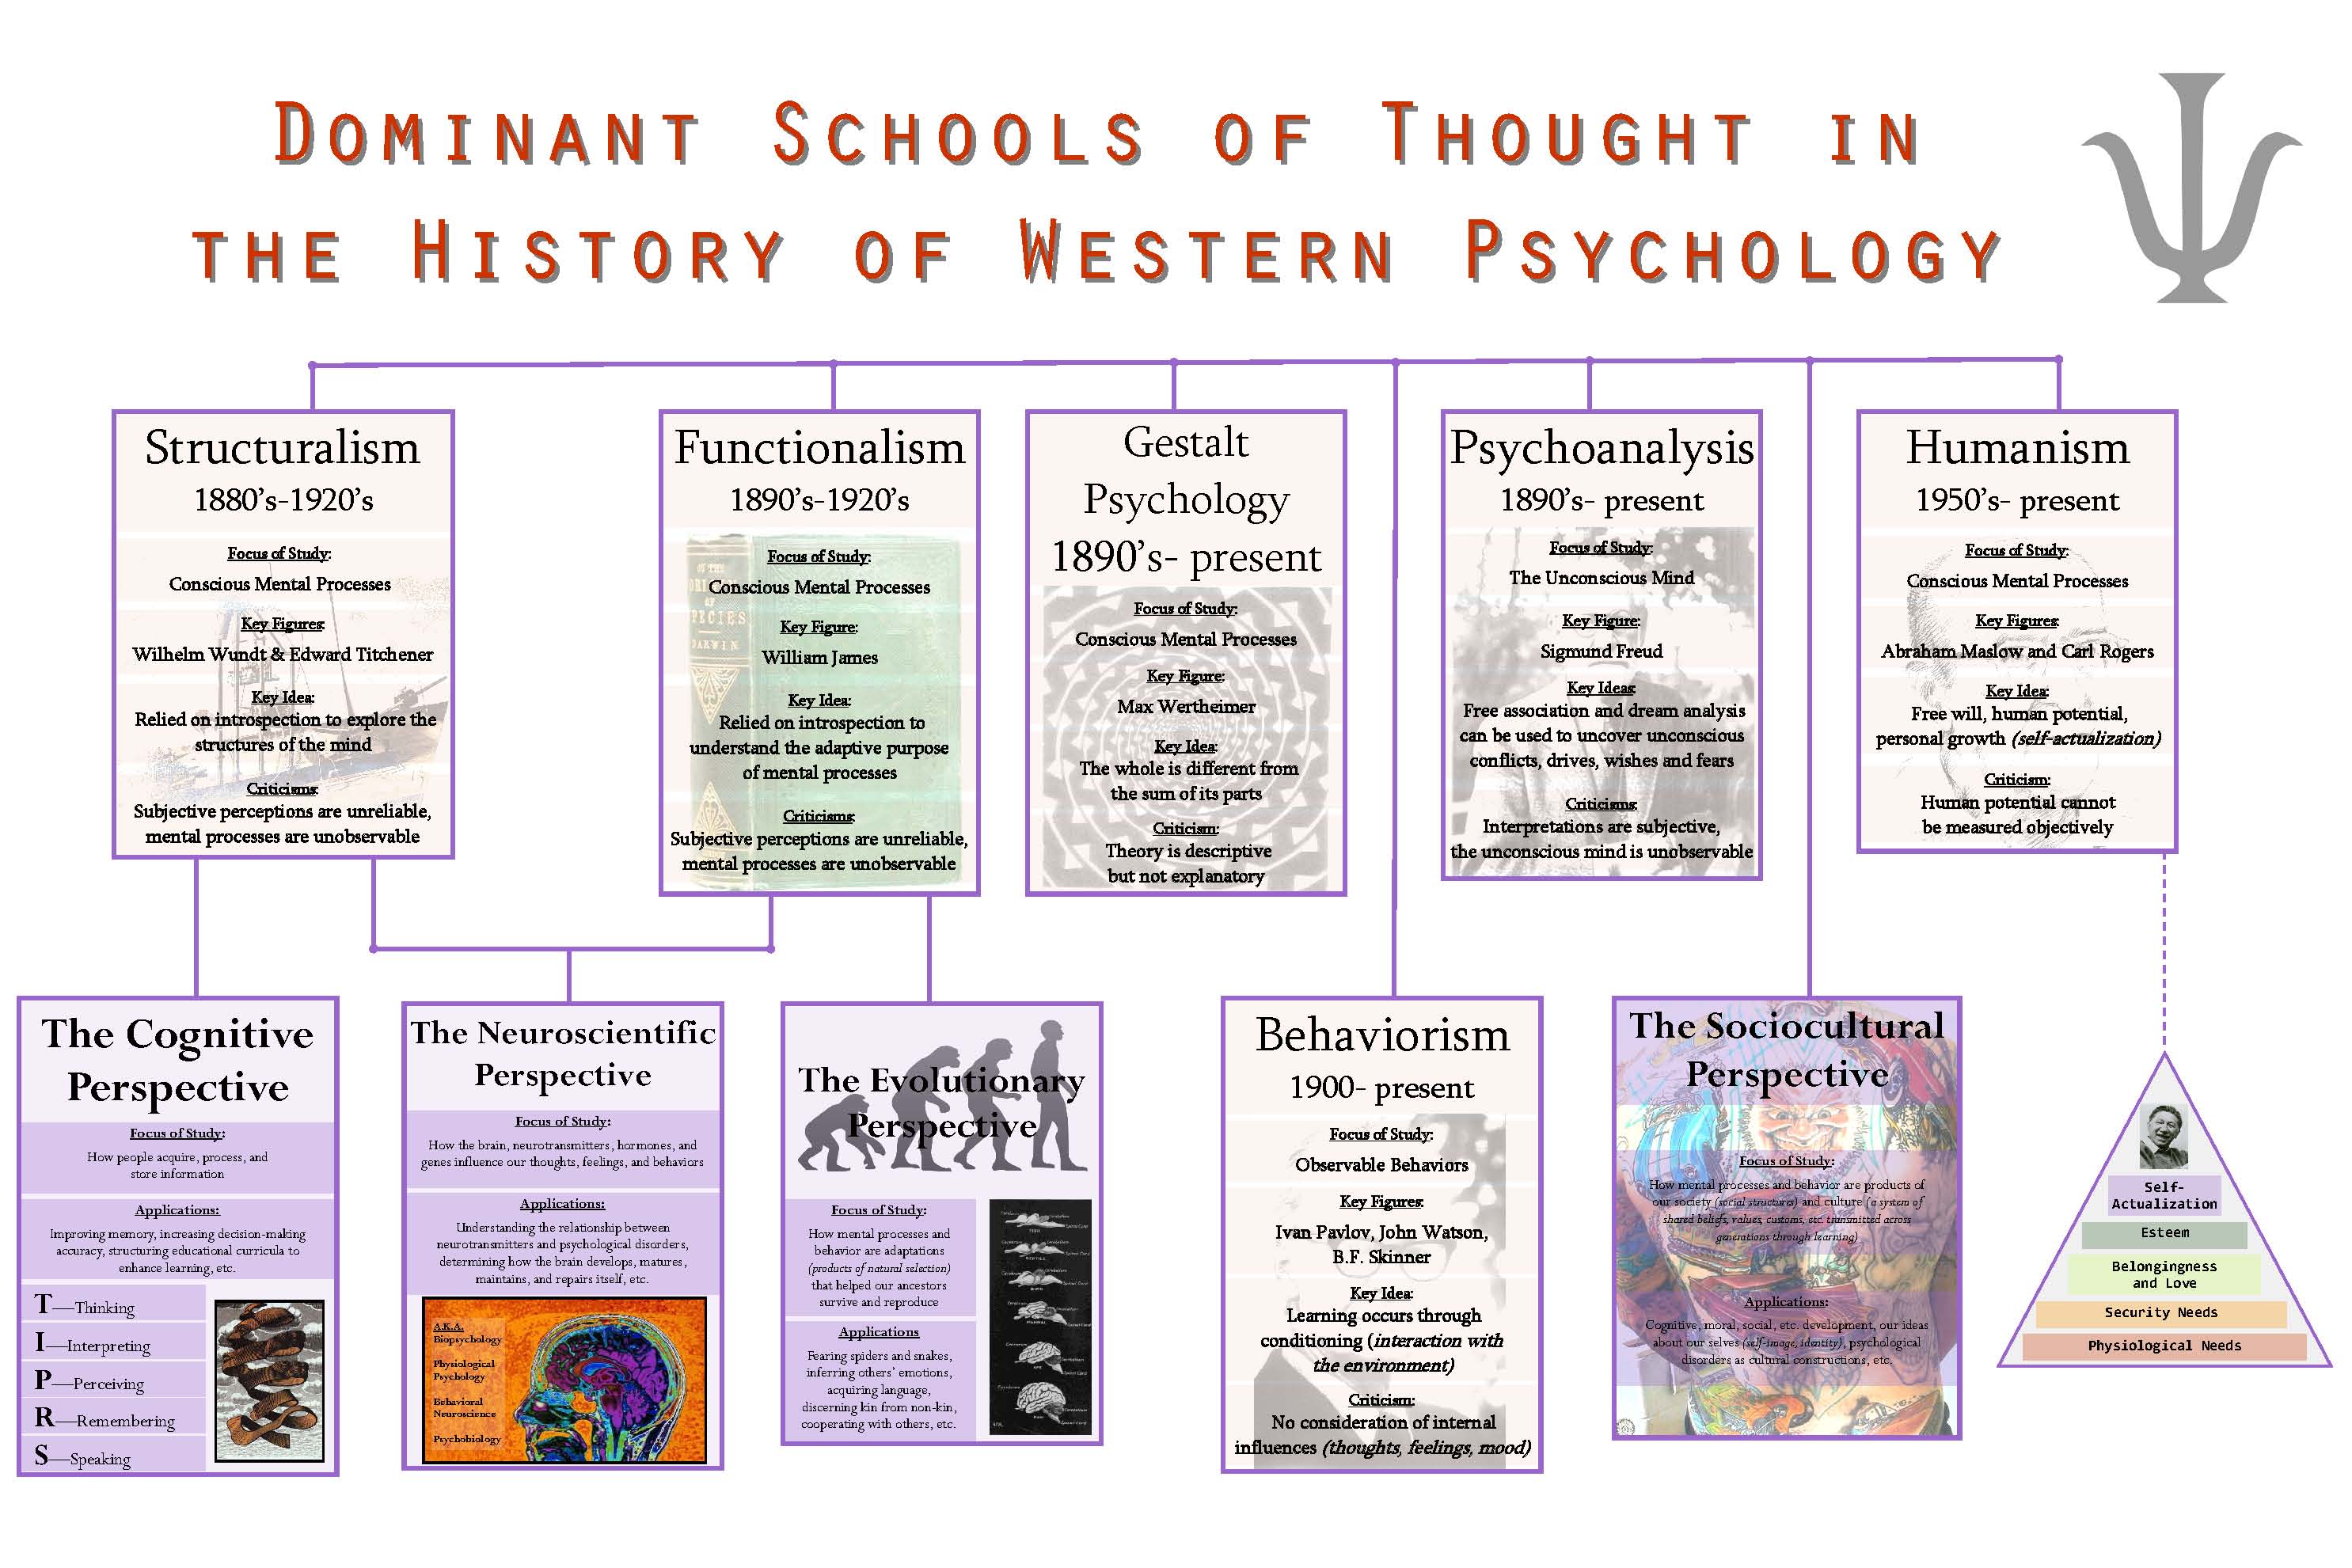 Dominant Schools of Thought in
the History of Western Psychology
Structuralism
1880's-1920's
Focus of Study:
Conscious Mental Processes
Key Figures:
Wilhelm Wundt & Edward Titchener
Key Idea:
Relied on introspection to explore the
structures of the mind
Criticisms:
Subjective perceptions are unreliable,
mental processes are unobservable
Functionalism
1890's-1920's
Focus of Study:
Conscious Mental Processes
Key Figure:
William James
Key Idea:
Relied on introspection to
understand the adaptive purpose
of mental processes
Criticisms:
Subjective perceptions are unreliable,
mental processes are unobservable
Gestalt
Psychology
1890's- present
Focus of Study:
Conscious Mental Processes
Key Figure:
Max Wertheimer
Key Idea:
The whole is different from
the sum of its parts
Criticism:
Theory is descriptive
but not explanatory
Psychoanalysis
1890's- present
Focus of Study:
The Unconscious Mind
Key Figure:
Sigmund Freud
Key Ideas:
Free association and dream analysis
can be used to uncover unconscious
conflicts, drives, wishes and fears
Criticisms:
Interpretations are subjective,
the unconscious mind is unobservable
Humanism
1950's- present
Focus of Study:
Conscious Mental Processes
Key Figures:
Abraham Maslow and Carl Rogers
Key Idea:
Free will, human potential,
personal growth (self-actualization)
Criticism:
Human potential cannot
be measured objectively
The Cognitive
Perspective
Focus of Study:
How people acquire, process, and
store information
Applications:
Improving memory, increasing decision-making
accuracy, structuring educational curricula to
enhance learning, etc.
T—Thinking
I—Interpreting
P—Perceiving
R—Remembering
S—Speaking
The Neuroscientific
Perspective
Focus of Study:
How the brain, neurotransmitters, hormones, and
genes influence our thoughts, feelings, and behaviors
Applications:
Understanding the relationship between
neurotransmitters and psychological disorders,
determining how the brain develops, matures,
maintains, and repairs itself, etc.
A.K.A.
Biopsychology
Physiological
Psychology
Behavioral
Neuroscience
Psychobiology
The Evolutionary
Perspective
Focus of Study:
How mental processes and
behavior are adaptations
(products of natural selection)
that helped our ancestors
survive and reproduce
Applications
Fearing spiders and snakes,
inferring others' emotions,
acquiring language,
discerning kin from non-kin,
cooperating with others, etc.
Behaviorism
1900- present
Focus of Study:
Observable Behaviors
Key Figures:
Ivan Pavlov, John Watson,
B.F. Skinner
Key Idea:
Learning occurs through
conditioning (interaction with
the environment)
Criticism:
No consideration of internal
influences (thoughts, feelings, mood)
The Sociocultural
Perspective
Focus of Study:
How mental processes and behavior are products of
our society (social structures) and culture (a system of
shared beliefs, values, customs, etc. transmitted across
generations through learning)
Applications:
Cognitive, moral, social, etc. development, our ideas
about our selves (self-image, identity), psychological
disorders as cultural constructions, etc.
Self-
Actualization
Esteem
Belongingness
and Love
Security Needs
Physiological Needs